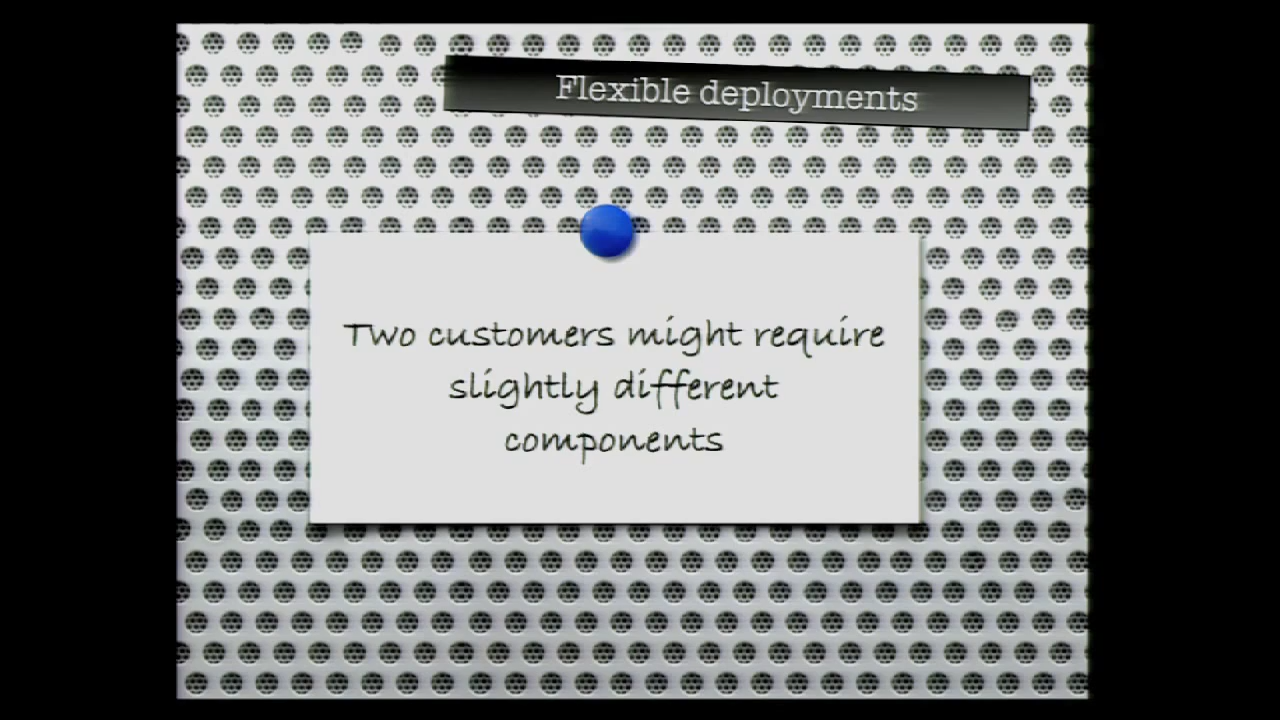 Flexible deployments
Two customers might require
slightly different
components